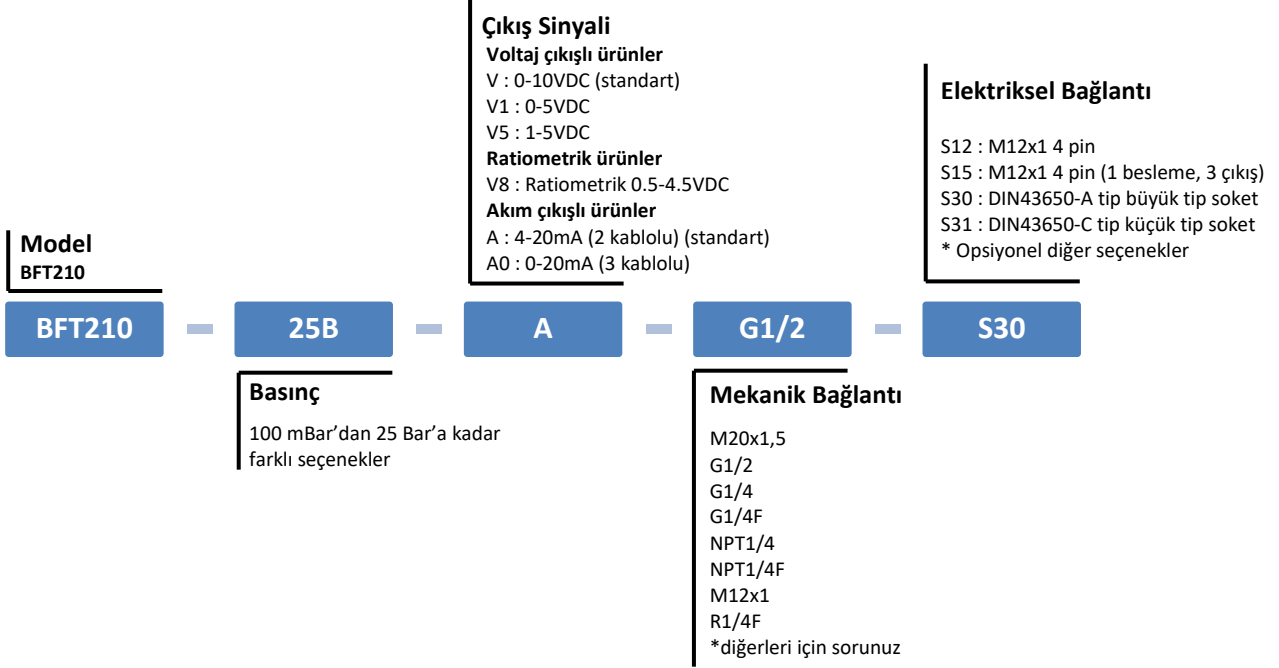 Çıkış Sinyali
Voltaj çıkışlı ürünler
V : 0-10VDC (standart)
V1 : 0-5VDC
V5 : 1-5VDC
Ratiometrik ürünler
V8 : Ratiometrik 0.5-4.5VDC
Akım çıkışlı ürünler
A : 4-20mA (2 kablolu) (standart)
A0 : 0-20mA (3 kablolu)
Elektriksel Bağlantı
S12 : M12x1 4 pin
S15 : M12x1 4 pin (1 besleme, 3 çıkış)
S30 : DIN43650-A tip büyük tip soket
S31 : DIN43650-C tip küçük tip soket
* Opsiyonel diğer seçenekler
Model
BFT210
BFT210 - 25B - A - G1/2 - S30
Basınç
100 mBar’dan 25 Bar’a kadar
farklı seçenekler
Mekanik Bağlantı
M20x1,5
G1/2
G1/4
G1/4F
NPT1/4
NPT1/4F
M12x1
R1/4F
*diğerleri için sorunuz